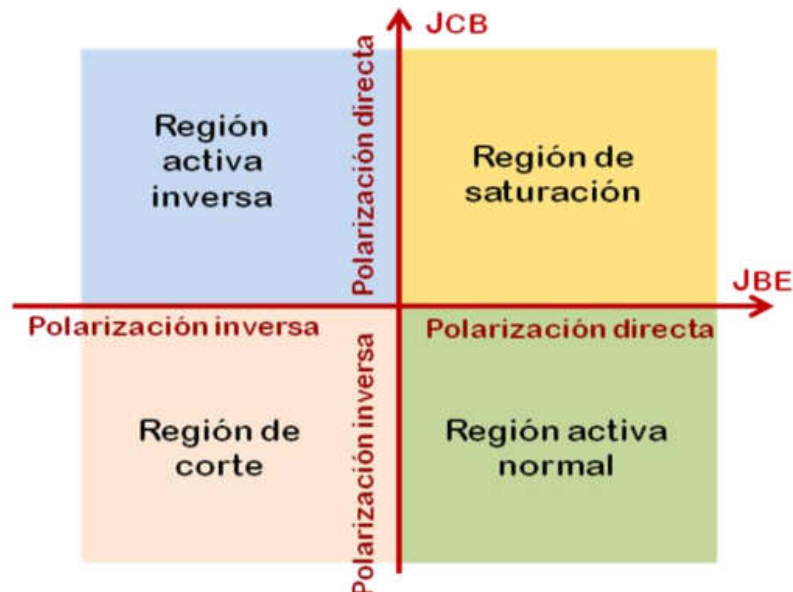 JCB
Polarización directa
Región
activa
inversa
Región de
saturación
JBE
Polarización inversa
Polarización directa
Polarización inversa
Región de
corte
Región activa
normal